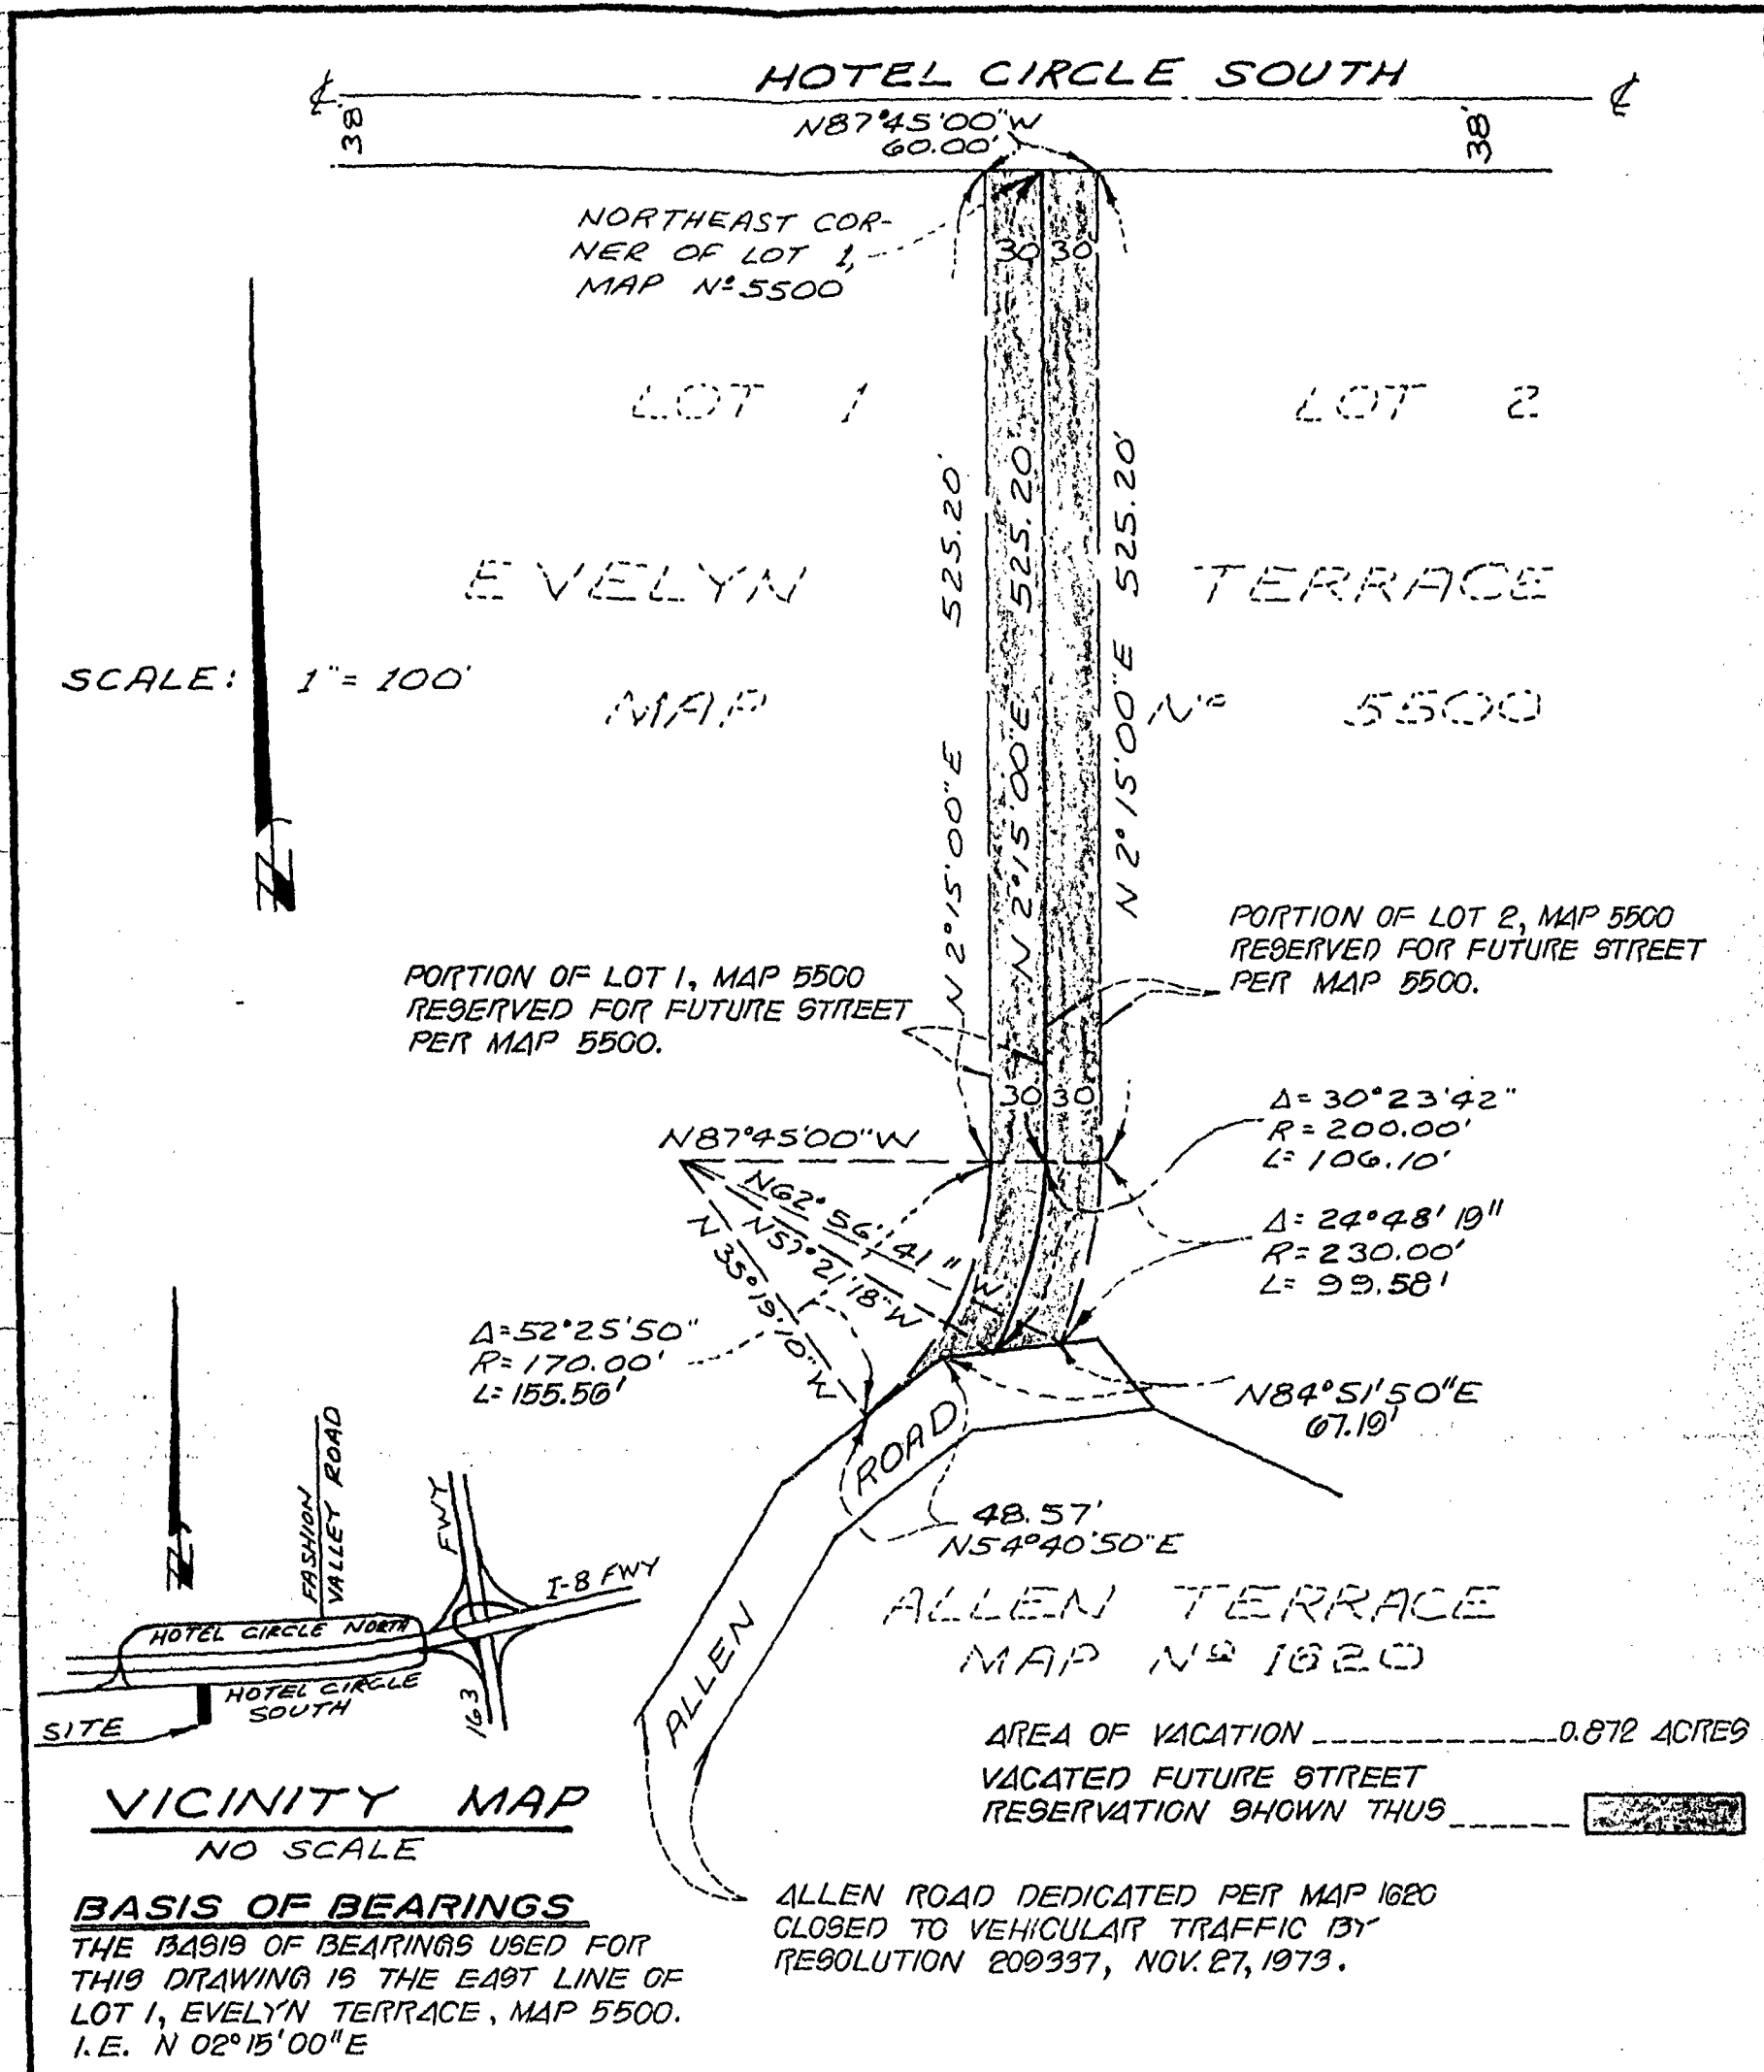 HOTEL CIRCLE SOUTH
38'
38'
N87°45'00"W
60.00'
NORTHEAST COR-
NER OF LOT 1,
MAP Nº 5500
30 30
LOT 1
LOT 2
525.20'
N 2°15'00"E 525.20'
N 2°15'00"E 525.20'
N 2°15'00"E
EVELYN TERRACE
SCALE: 1"= 100'
MAP Nº 5500
N
PORTION OF LOT 2, MAP 5500
RESERVED FOR FUTURE STREET
PER MAP 5500.
PORTION OF LOT 1, MAP 5500
RESERVED FOR FUTURE STREET
PER MAP 5500.
30 30
Δ= 30°23'42"
R= 200.00'
L= 106.10'
N87°45'00"W
N62°56'41"W
N57°21'18"W
N35°19'10"W
Δ= 24°48'19"
R= 230.00'
L= 99.58'
Δ=52°25'50"
R= 170.00'
L= 155.56'
N84°51'50"E
67.19'
ROAD
48.57'
N54°40'50"E
FASHION
VALLEY ROAD
FWY
I-8 FWY
N
HOTEL CIRCLE NORTH
HOTEL CIRCLE
SOUTH
163
SITE
ALLEN
ALLEN TERRACE
MAP Nº 1620
AREA OF VACATION 0.872 ACRES
VACATED FUTURE STREET
RESERVATION SHOWN THUS
VICINITY MAP
NO SCALE
ALLEN ROAD DEDICATED PER MAP 1620
CLOSED TO VEHICULAR TRAFFIC BY
RESOLUTION 209337, NOV. 27, 1973.
BASIS OF BEARINGS
THE BASIS OF BEARINGS USED FOR
THIS DRAWING IS THE EAST LINE OF
LOT 1, EVELYN TERRACE, MAP 5500.
I.E. N 02°15'00"E